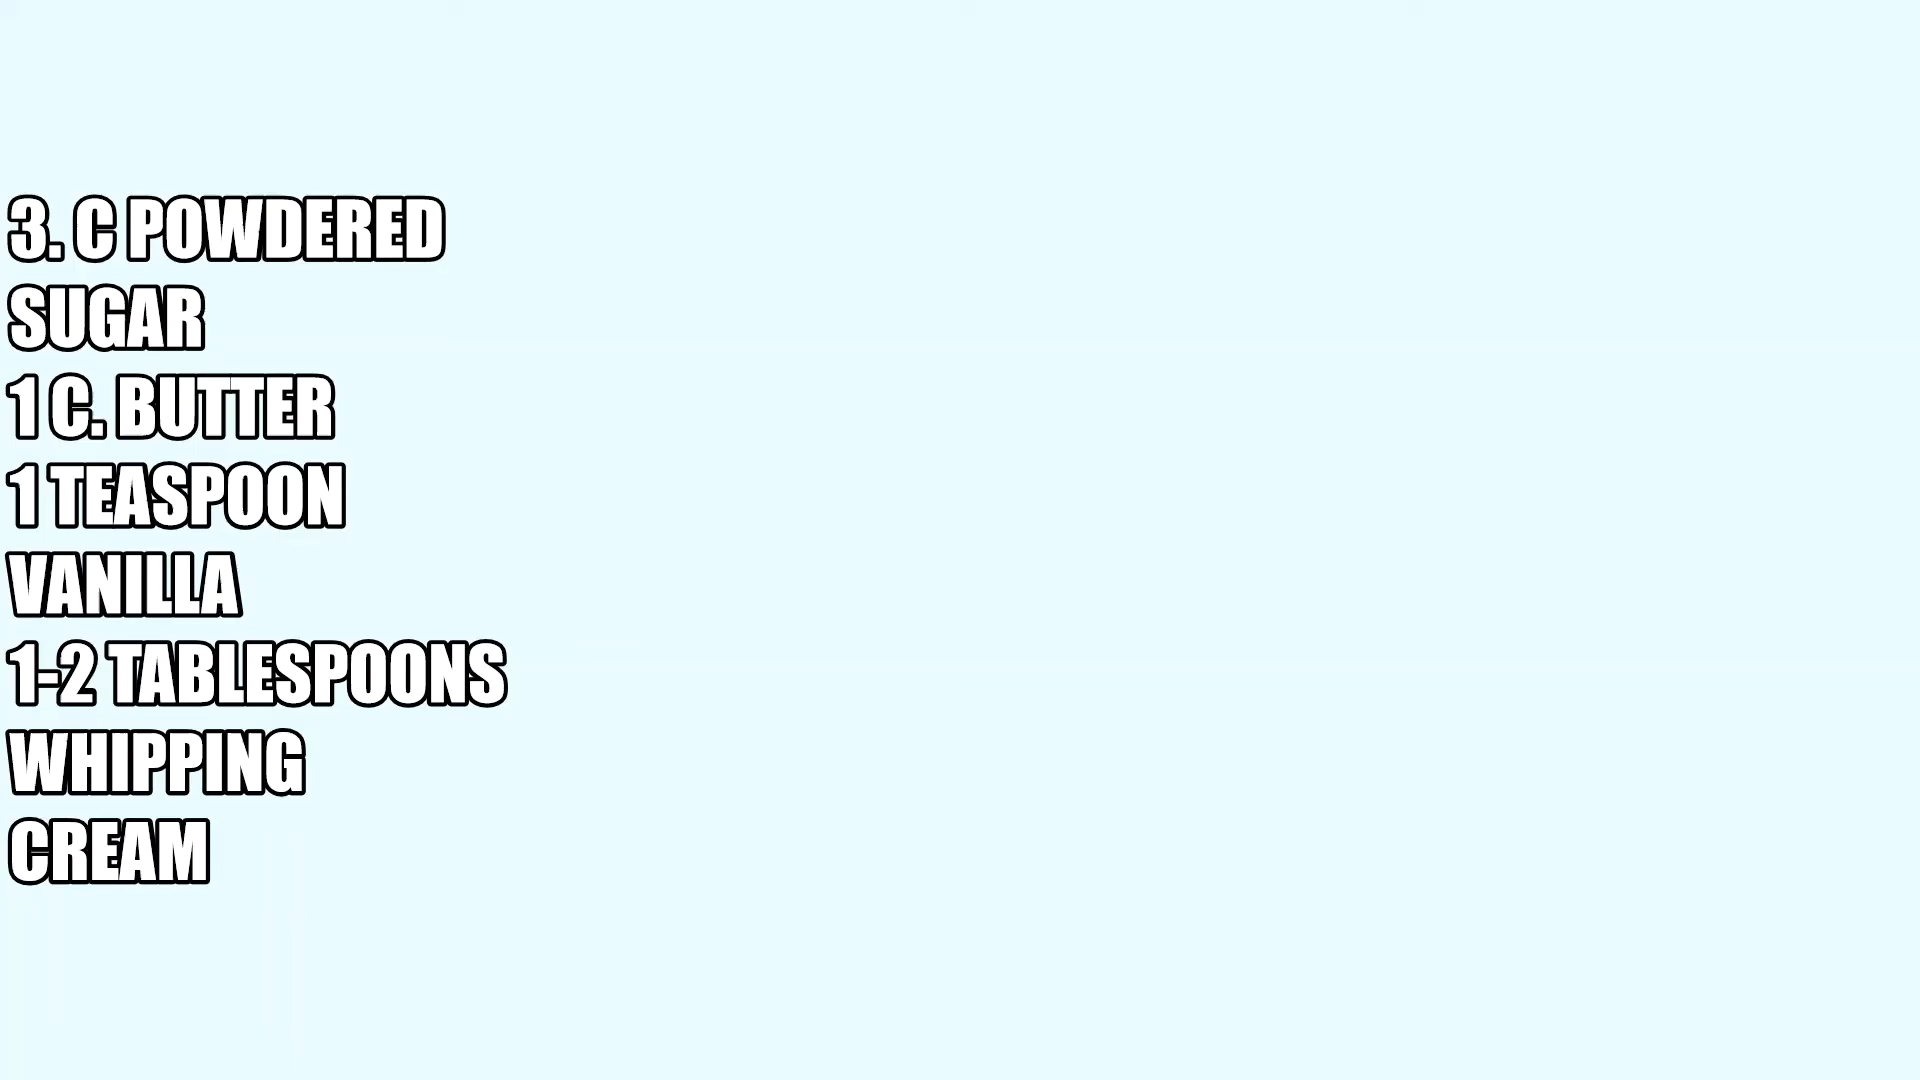 3. C POWDERED
SUGAR
1 C. BUTTER
1 TEASPOON
VANILLA
1-2 TABLESPOONS
WHIPPING
CREAM